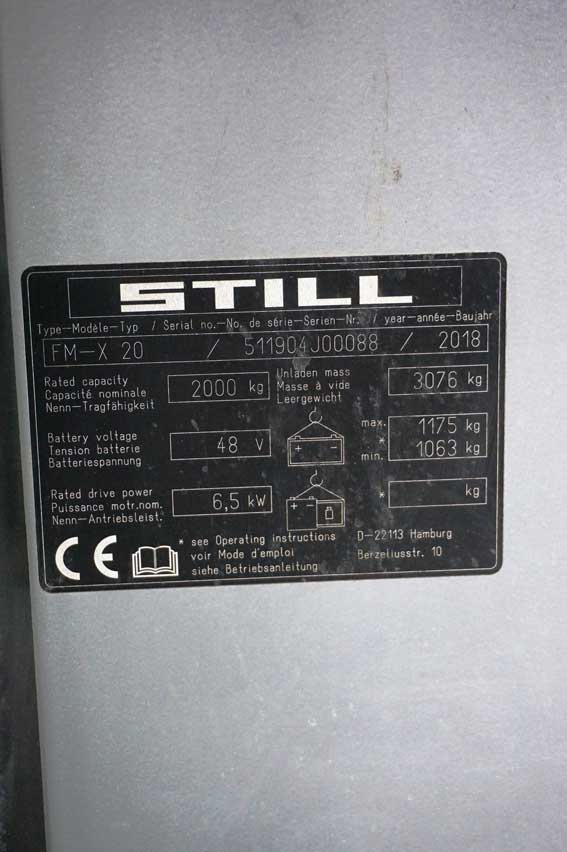 STILL
Type-Modèle-Typ / Serial no.-No. de série-Serien-Nr. / year-année-Baujahr
FM-X 20 / 511904J00088 / 2018
Rated capacity
Capacité nominale
Nenn-Tragfähigkeit
2000 kg
Unladen mass
Masse à vide
Leergewicht
3076 kg
Battery voltage
Tension batterie
Batteriespannung
48 V
+ -
max. 1175 kg
*
min. 1063 kg
Rated drive power
Puissance motr.nom.
Nenn-Antriebsleist.
6,5 kW
+ -
* kg
CE
* see Operating instructions
voir Mode d'emploi
siehe Betriebsanleitung
D-22113 Hamburg
Berzeliusstr. 10